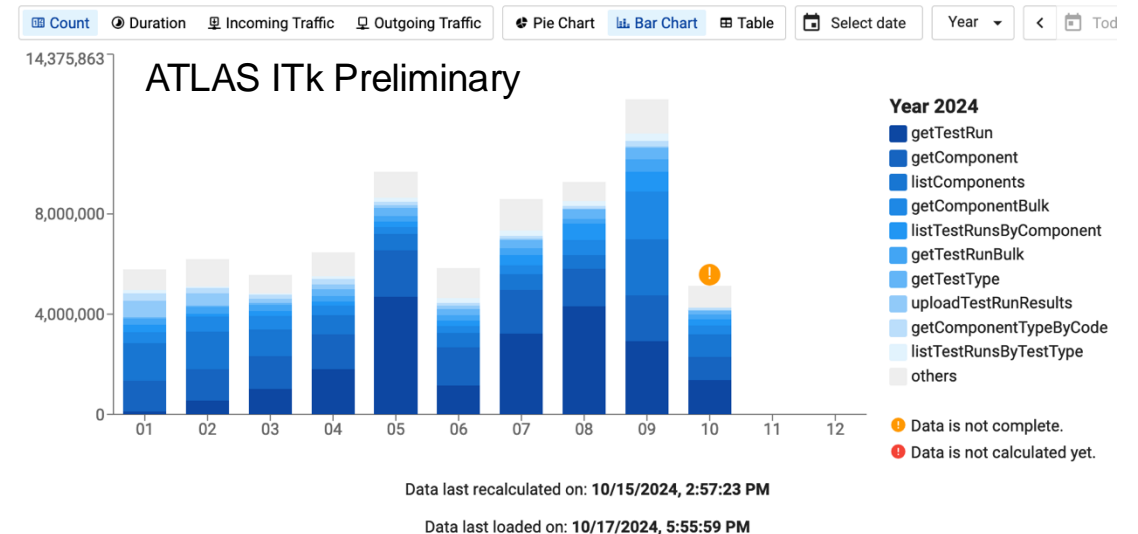 Count Duration Incoming Traffic Outgoing Traffic Pie Chart Bar Chart Table Select date Year
14,375,863
ATLAS ITk Preliminary
8,000,000
4,000,000
0
01 02 03 04 05 06 07 08 09 10 11 12
Year 2024
getTestRun
getComponent
listComponents
getComponentBulk
listTestRunsByComponent
getTestRunBulk
getTestType
uploadTestRunResults
getComponentTypeByCode
listTestRunsByTestType
others
Data is not complete.
Data is not calculated yet.
Data last recalculated on: 10/15/2024, 2:57:23 PM
Data last loaded on: 10/17/2024, 5:55:59 PM